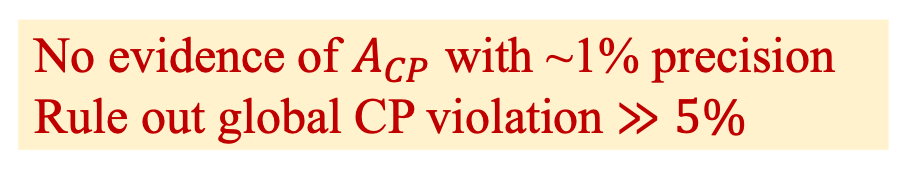 No evidence of A_CP with ~1% precision
Rule out global CP violation ≫ 5%